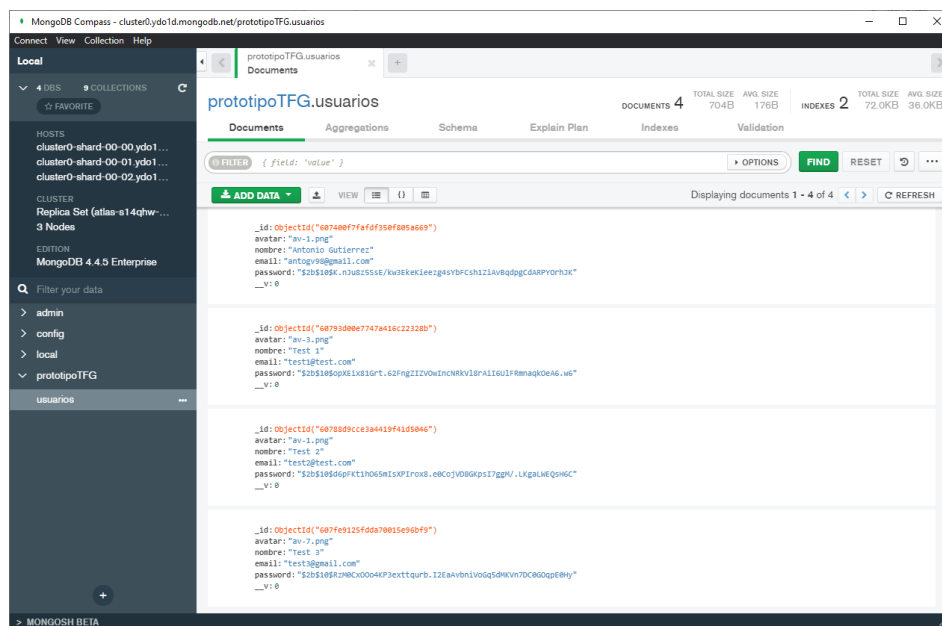 MongoDB Compass - cluster0.ydo1d.mongodb.net/prototipoTFG.usuarios
Connect View Collection Help
Local
4 DBS 9 COLLECTIONS
FAVORITE
HOSTS
cluster0-shard-00-00.ydo1...
cluster0-shard-00-01.ydo1...
cluster0-shard-00-02.ydo1...
CLUSTER
Replica Set (atlas-s14qhw-...
3 Nodes
EDITION
MongoDB 4.4.5 Enterprise
Filter your data
admin
config
local
prototipoTFG
usuarios
> MONGOSH BETA
prototipoTFG.usuarios
Documents
prototipoTFG.usuarios
DOCUMENTS 4 TOTAL SIZE 704B AVG. SIZE 176B INDEXES 2 TOTAL SIZE 72.0KB AVG. SIZE 36.0KB
Documents Aggregations Schema Explain Plan Indexes Validation
FILTER { field: 'value' } OPTIONS FIND RESET ...
ADD DATA VIEW {} Displaying documents 1 - 4 of 4 < > REFRESH
_id: ObjectId("607400f7fafdf350f805a669")
avatar: "av-1.png"
nombre: "Antonio Gutierrez"
email: "antogv98@gmail.com"
password:
__v: 0
_id: ObjectId("60793d00e7747a416c22328b")
avatar: "av-3.png"
nombre: "Test 1"
email: "test1@test.com"
password:
__v: 0
_id: ObjectId("60788d9cce3a4419f41d5046")
avatar: "av-1.png"
nombre: "Test 2"
email: "test2@test.com"
password:
__v: 0
_id: ObjectId("607fe9125fdda70015e96bf9")
avatar: "av-7.png"
nombre: "Test 3"
email: "test3@gmail.com"
password:
__v: 0